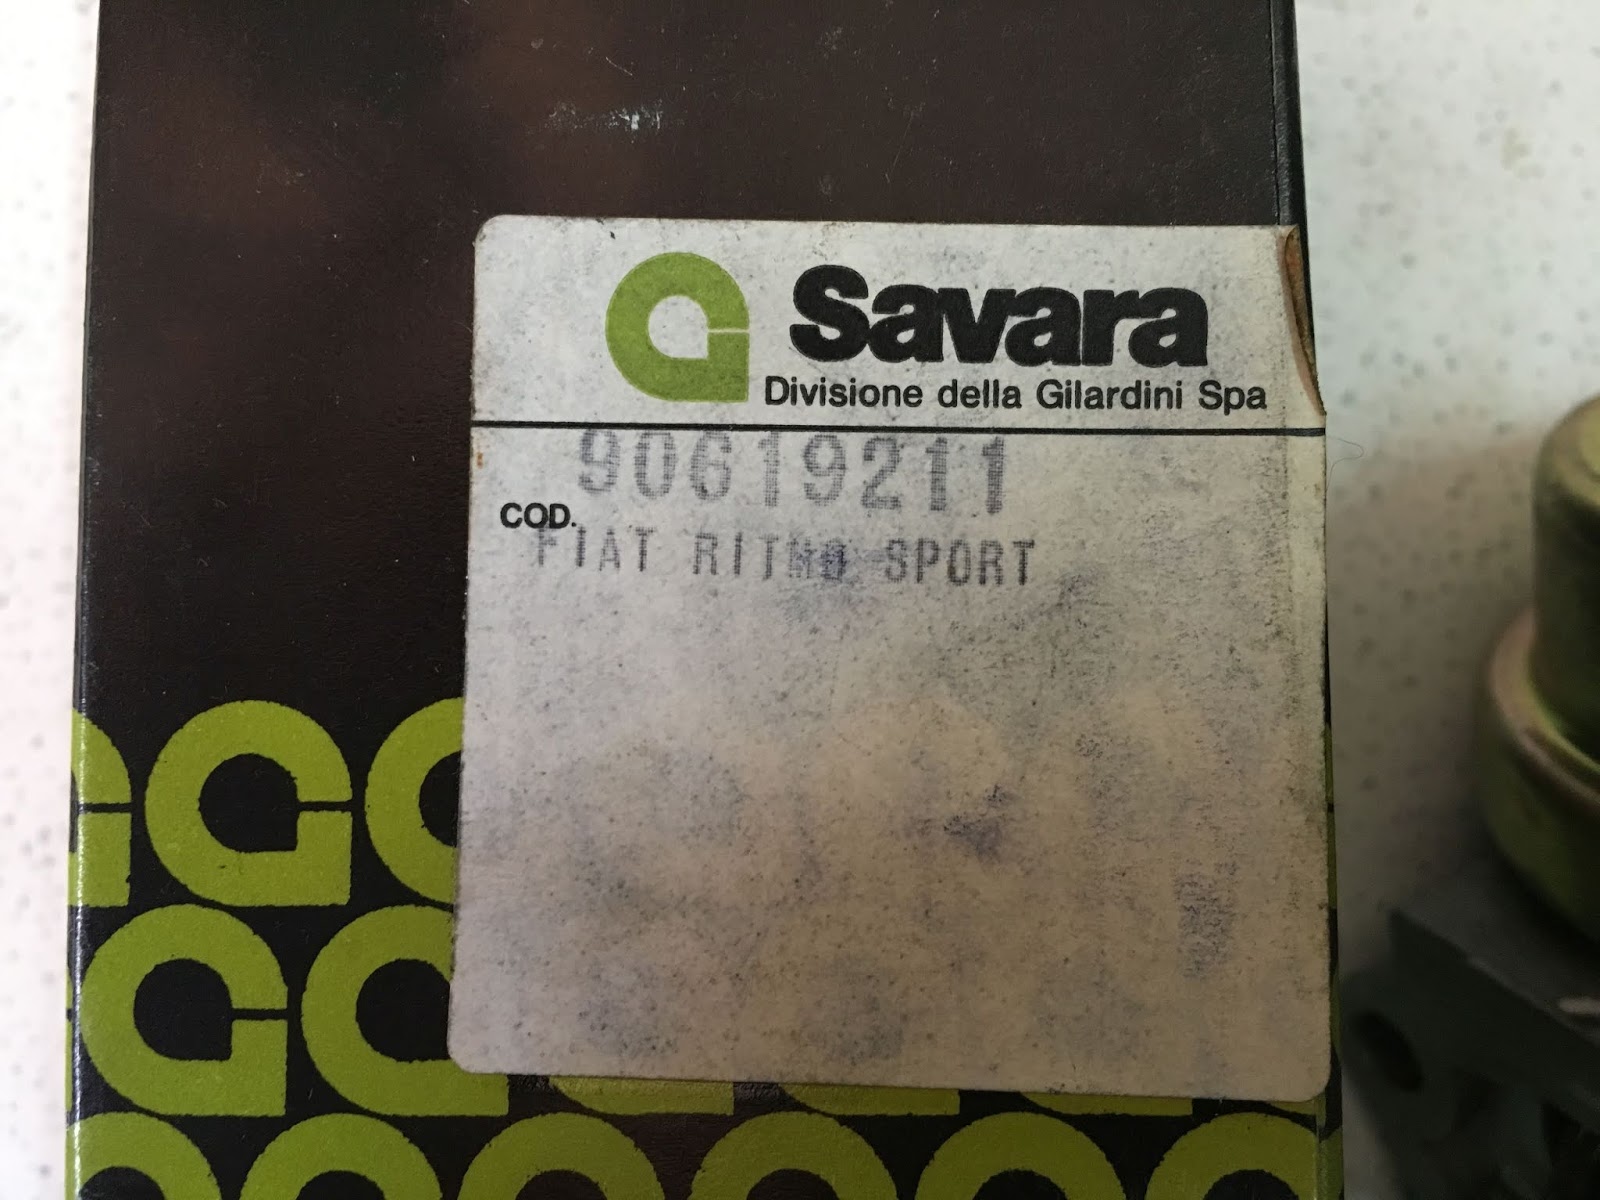 Savara
Divisione della Gilardini Spa
90619211
COD.
FIAT RITMO SPORT